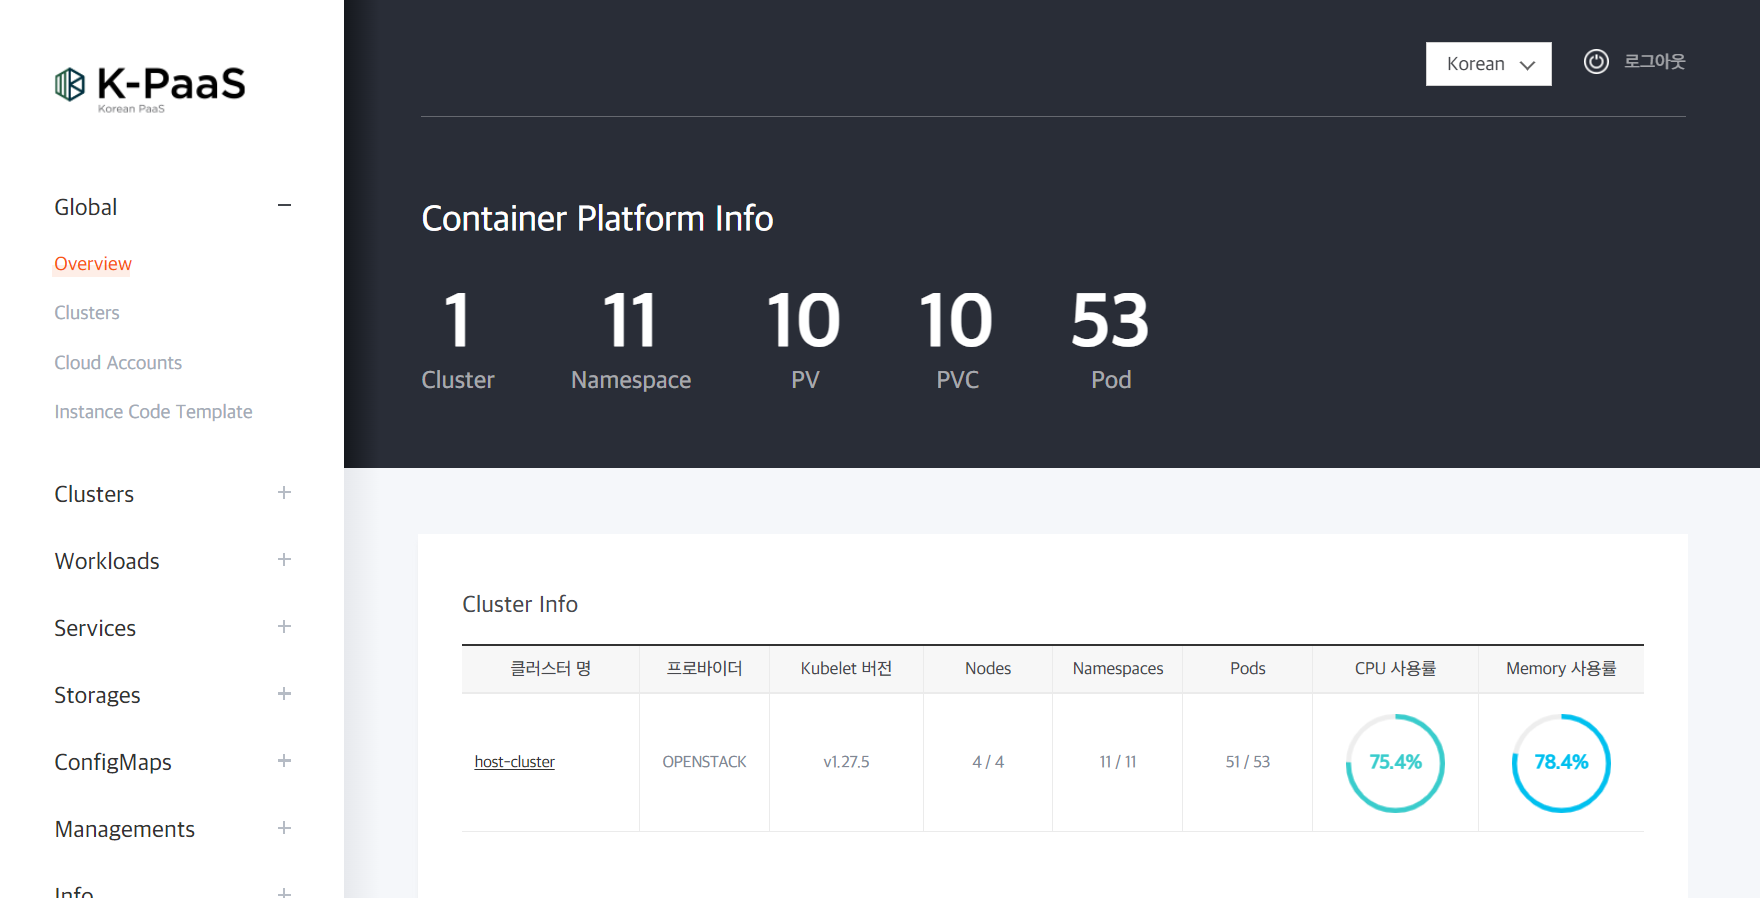 K-PaaS
Korean PaaS
Global
Overview
Clusters
Cloud Accounts
Instance Code Template
Clusters
Workloads
Services
Storages
ConfigMaps
Managements
Info
Korean
로그아웃
Container Platform Info
1 11 10 10 53
Cluster Namespace PV PVC Pod
Cluster Info
클러스터 명 프로바이더 Kubelet 버전 Nodes Namespaces Pods CPU 사용률 Memory 사용률
host-cluster OPENSTACK v1.27.5 4 / 4 11 / 11 51 / 53 75.4% 78.4%